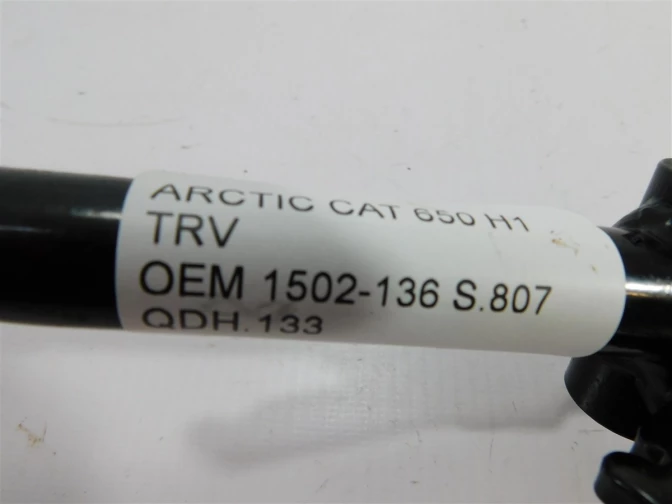 ARCTIC CAT 650 H1
TRV
OEM 1502-136 S.807
QDH.133